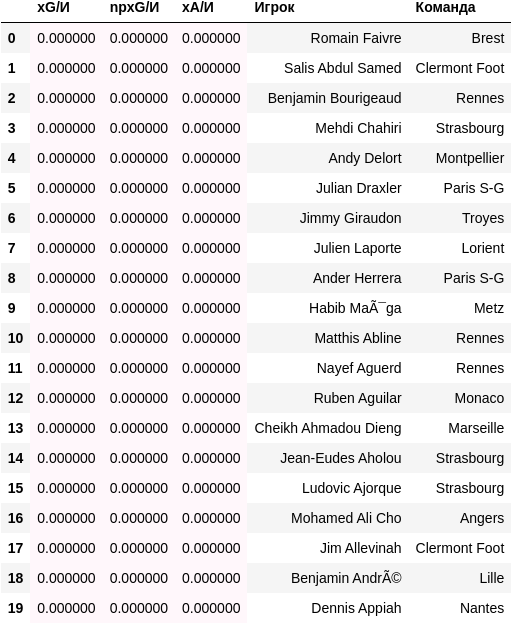 xG/И npxG/И xA/И Игрок Команда
0 0.000000 0.000000 0.000000 Romain Faivre Brest
1 0.000000 0.000000 0.000000 Salis Abdul Samed Clermont Foot
2 0.000000 0.000000 0.000000 Benjamin Bourigeaud Rennes
3 0.000000 0.000000 0.000000 Mehdi Chahiri Strasbourg
4 0.000000 0.000000 0.000000 Andy Delort Montpellier
5 0.000000 0.000000 0.000000 Julian Draxler Paris S-G
6 0.000000 0.000000 0.000000 Jimmy Giraudon Troyes
7 0.000000 0.000000 0.000000 Julien Laporte Lorient
8 0.000000 0.000000 0.000000 Ander Herrera Paris S-G
9 0.000000 0.000000 0.000000 Habib MaÃ¯ga Metz
10 0.000000 0.000000 0.000000 Matthis Abline Rennes
11 0.000000 0.000000 0.000000 Nayef Aguerd Rennes
12 0.000000 0.000000 0.000000 Ruben Aguilar Monaco
13 0.000000 0.000000 0.000000 Cheikh Ahmadou Dieng Marseille
14 0.000000 0.000000 0.000000 Jean-Eudes Aholou Strasbourg
15 0.000000 0.000000 0.000000 Ludovic Ajorque Strasbourg
16 0.000000 0.000000 0.000000 Mohamed Ali Cho Angers
17 0.000000 0.000000 0.000000 Jim Allevinah Clermont Foot
18 0.000000 0.000000 0.000000 Benjamin AndrÃ© Lille
19 0.000000 0.000000 0.000000 Dennis Appiah Nantes